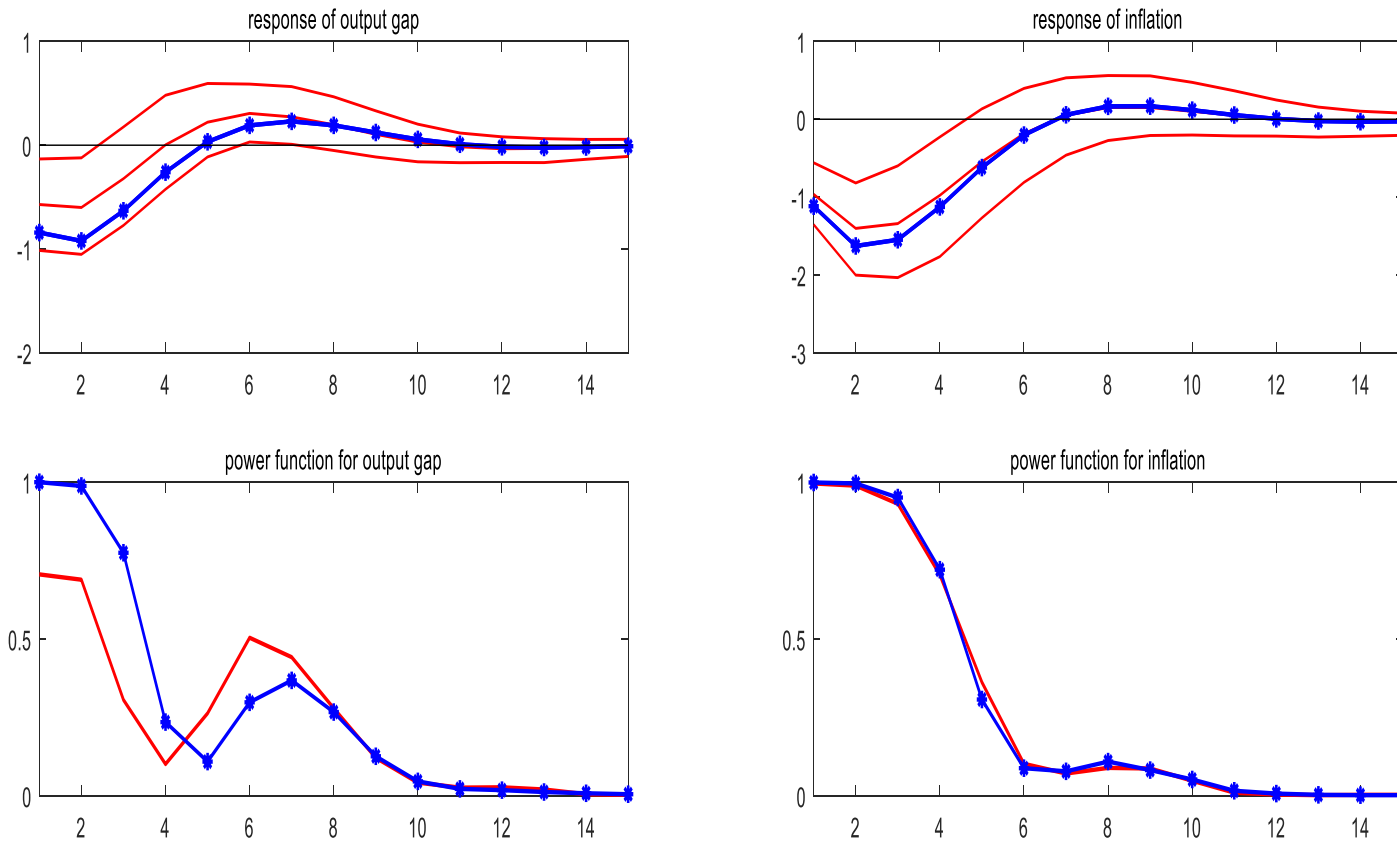 response of output gap
1
0
-1
-2
2 4 6 8 10 12 14
response of inflation
1
0
-1
-2
-3
2 4 6 8 10 12 14
power function for output gap
1
0.5
0
2 4 6 8 10 12 14
power function for inflation
1
0.5
0
2 4 6 8 10 12 14